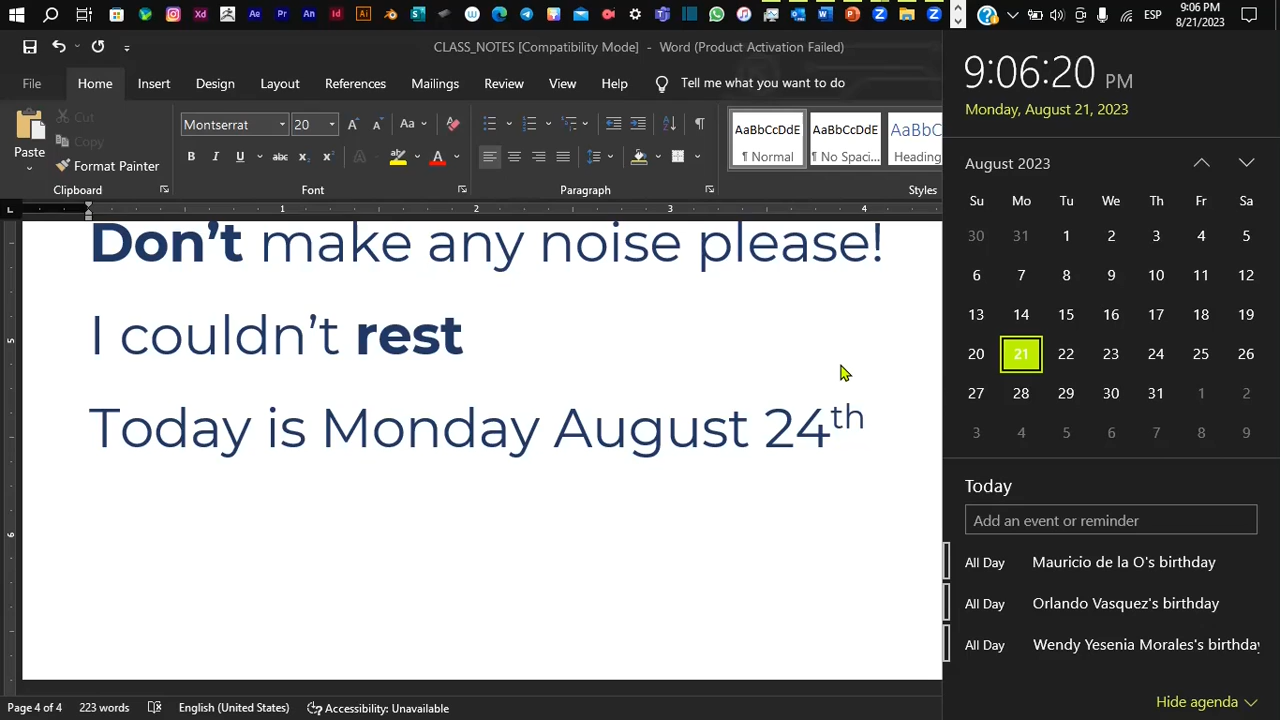 9:06 PM
ESP
8/21/2023
CLASS_NOTES [Compatibility Mode] - Word (Product Activation Failed)
File Home Insert Design Layout References Mailings Review View Help Tell me what you want to do
Paste
Cut
Copy
Format Painter
Clipboard
Montserrat 20
Font
Paragraph
AaBbCcDdE
¶ Normal
AaBbCcDdE
¶ No Spaci...
AaBbC
Heading
Styles
1 2 3 4
5
6
Don’t make any noise please!
I couldn’t rest
Today is Monday August 24th
Page 4 of 4 223 words English (United States) Accessibility: Unavailable
9:06:20 PM
Monday, August 21, 2023
August 2023
Su Mo Tu We Th Fr Sa
30 31 1 2 3 4 5
6 7 8 9 10 11 12
13 14 15 16 17 18 19
20 21 22 23 24 25 26
27 28 29 30 31 1 2
3 4 5 6 7 8 9
Today
Add an event or reminder
All Day Mauricio de la O's birthday
All Day Orlando Vasquez's birthday
All Day Wendy Yesenia Morales's birthday
Hide agenda